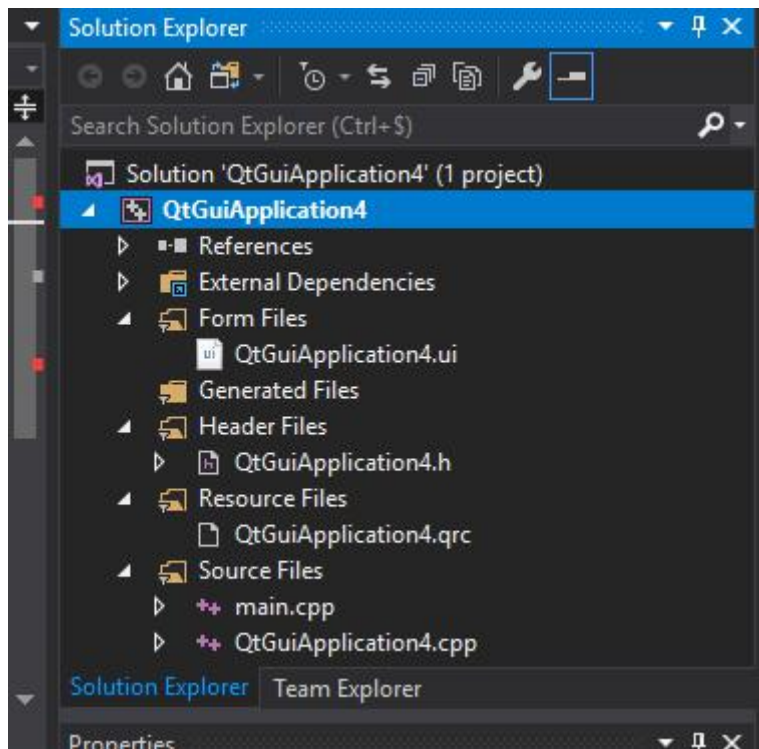 Solution Explorer
Search Solution Explorer (Ctrl+$)
Solution 'QtGuiApplication4' (1 project)
QtGuiApplication4
References
External Dependencies
Form Files
ui QtGuiApplication4.ui
Generated Files
Header Files
h QtGuiApplication4.h
Resource Files
QtGuiApplication4.qrc
Source Files
main.cpp
QtGuiApplication4.cpp
Solution Explorer Team Explorer
Properties